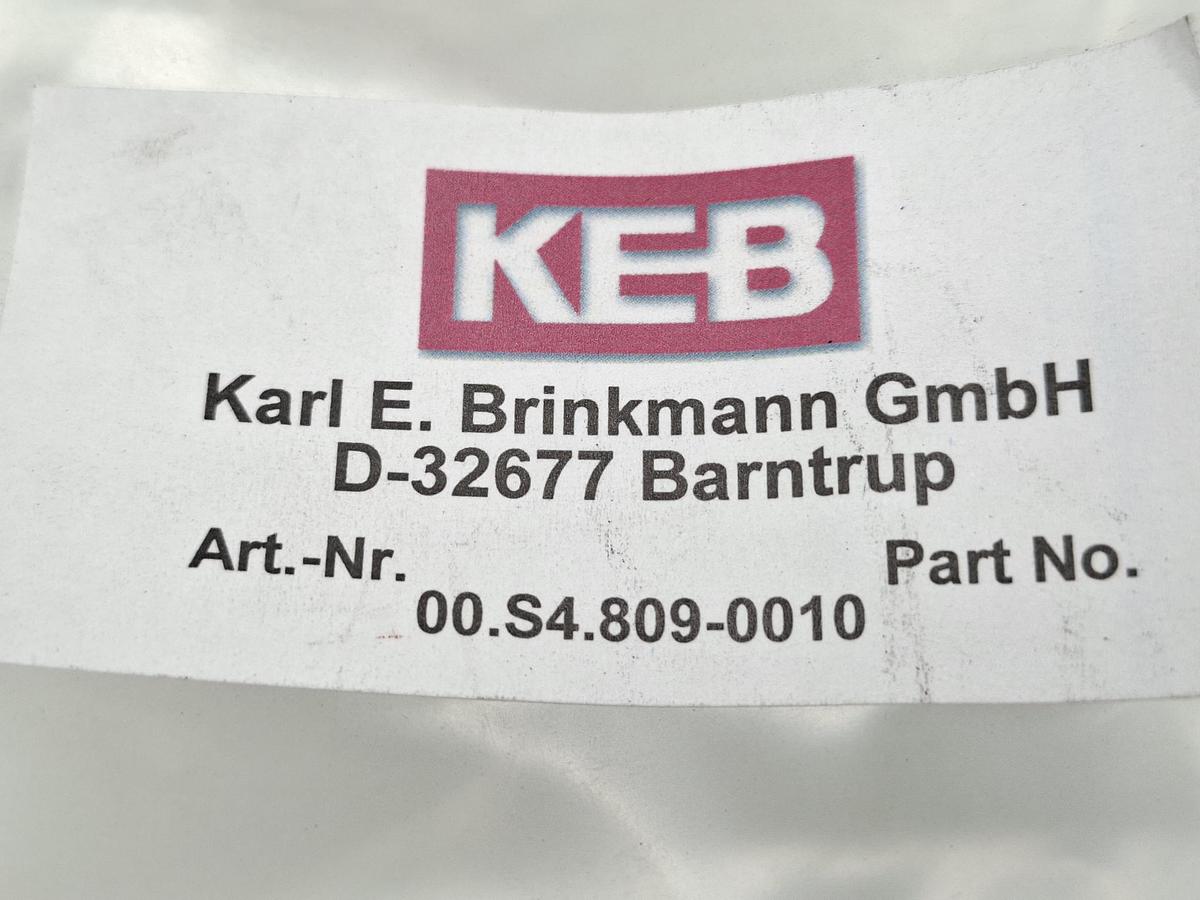 KEB
Karl E. Brinkmann GmbH
D-32677 Barntrup
Art.-Nr. Part No.
00.S4.809-0010